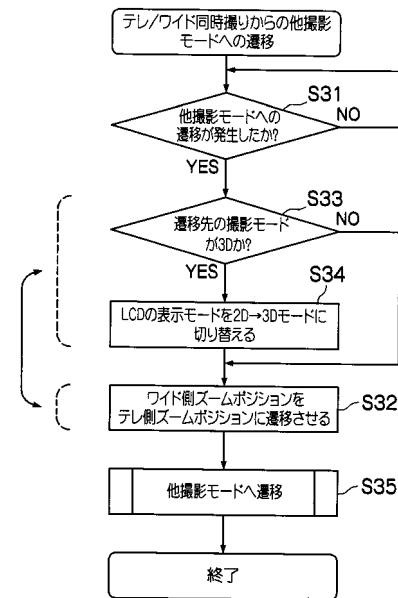 テレ/ワイド同時撮りからの他撮影
モードへの遷移
S31
他撮影モードへの
遷移が発生したか?
NO
YES
S33
遷移先の撮影モード
が3Dか?
NO
YES
S34
LCDの表示モードを2D→3Dモードに
切り替える
ワイド側ズームポジションを
テレ側ズームポジションに遷移させる
S32
他撮影モードへ遷移
S35
終了